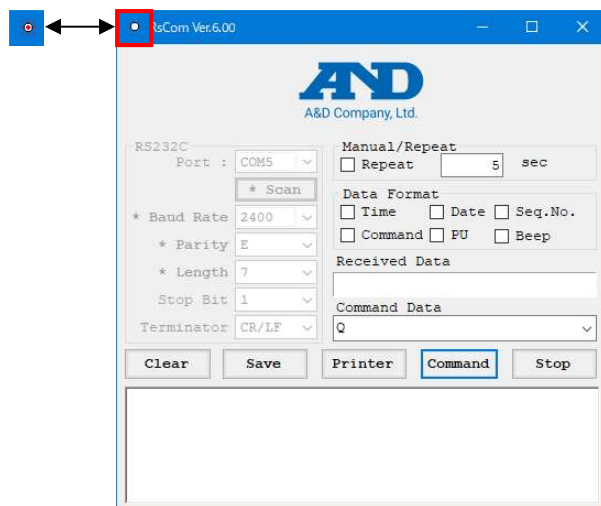 RsCom Ver.6.00
AND
A&D Company, Ltd.
RS232C
Port : COM5
* Scan
* Baud Rate 2400
* Parity E
* Length 7
Stop Bit 1
Terminator CR/LF
Manual/Repeat
Repeat 5 sec
Data Format
Time Date Seq.No.
Command PU Beep
Received Data
Command Data
Q
Clear Save Printer Command Stop